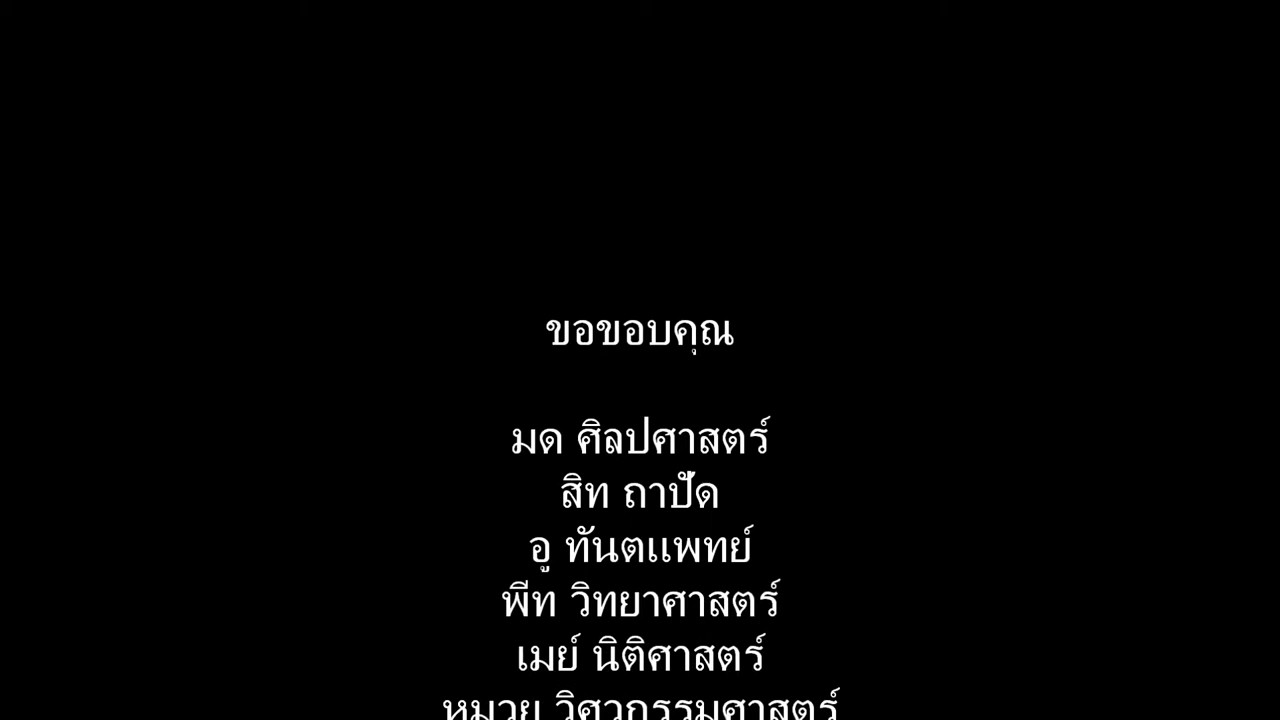 ขอขอบคุณ
มด ศิลปศาสตร์
สิท ถาปัด
อู ทันตแพทย์
พีท วิทยาศาสตร์
เมย์ นิติศาสตร์
หมวย วิศวกรรมศาสตร์